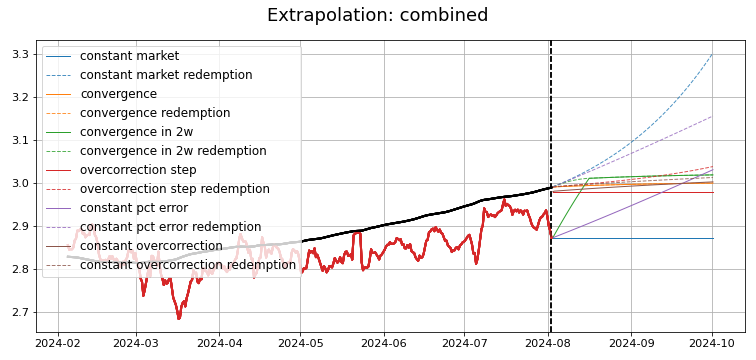 Extrapolation: combined
3.3
3.2
3.1
3.0
2.9
2.8
2.7
constant market
constant market redemption
convergence
convergence redemption
convergence in 2w
convergence in 2w redemption
overcorrection step
overcorrection step redemption
constant pct error
constant pct error redemption
constant overcorrection
constant overcorrection redemption
2024-02 2024-03 2024-04 2024-05 2024-06 2024-07 2024-08 2024-09 2024-10